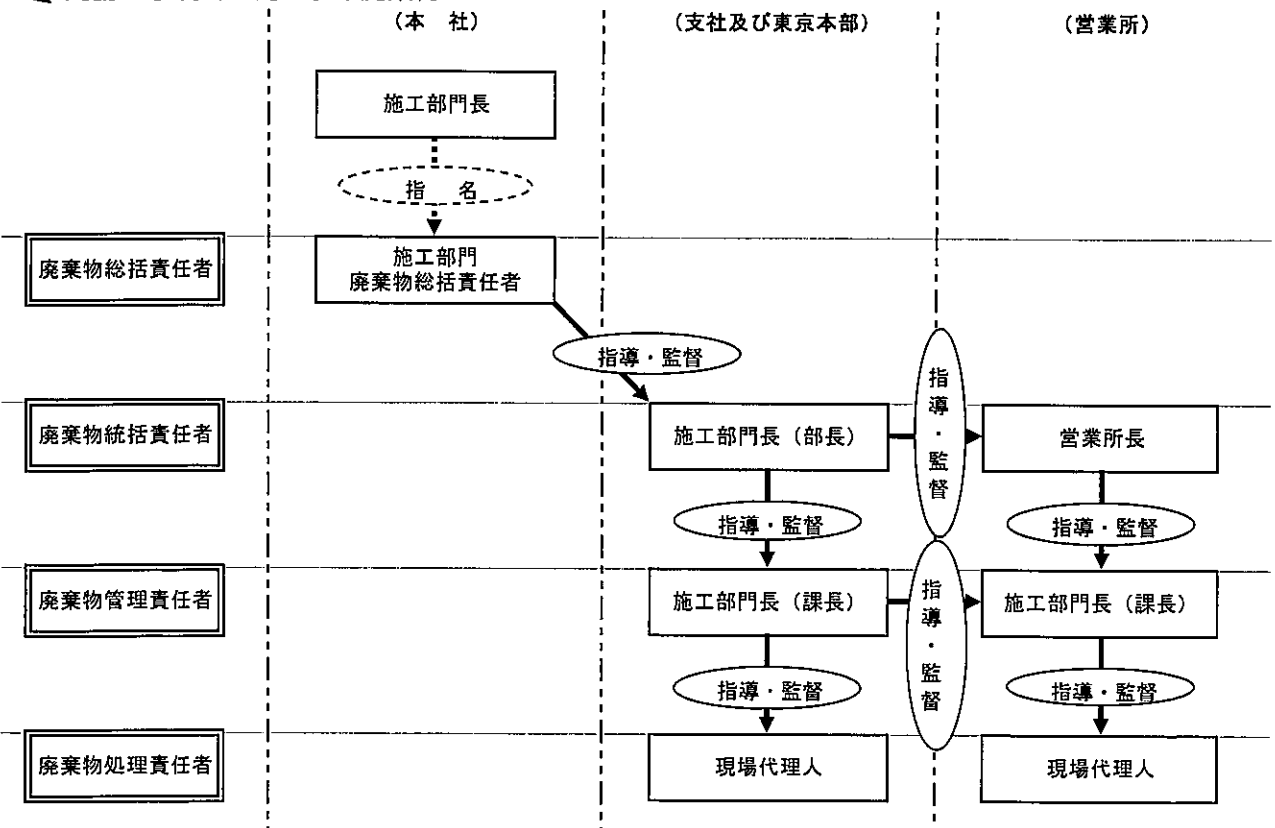 （本　社）
（支社及び東京本部）
（営業所）
施工部門長
指　名
廃棄物総括責任者
施工部門
廃棄物総括責任者
指導・監督
廃棄物統括責任者
施工部門長（部長）
指導・監督
営業所長
指導・監督
指導・監督
廃棄物管理責任者
施工部門長（課長）
指導・監督
施工部門長（課長）
指導・監督
指導・監督
廃棄物処理責任者
現場代理人
現場代理人